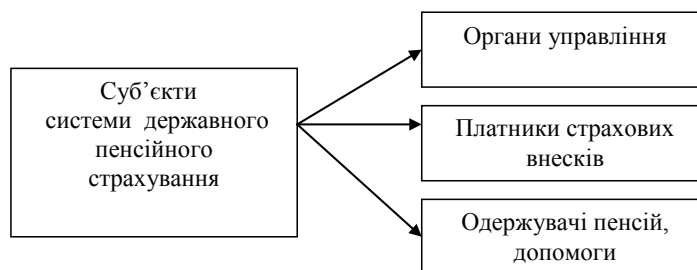 Суб’єкти
системи державного
пенсійного
страхування
Органи управління
Платники страхових
внесків
Одержувачі пенсій,
допомоги